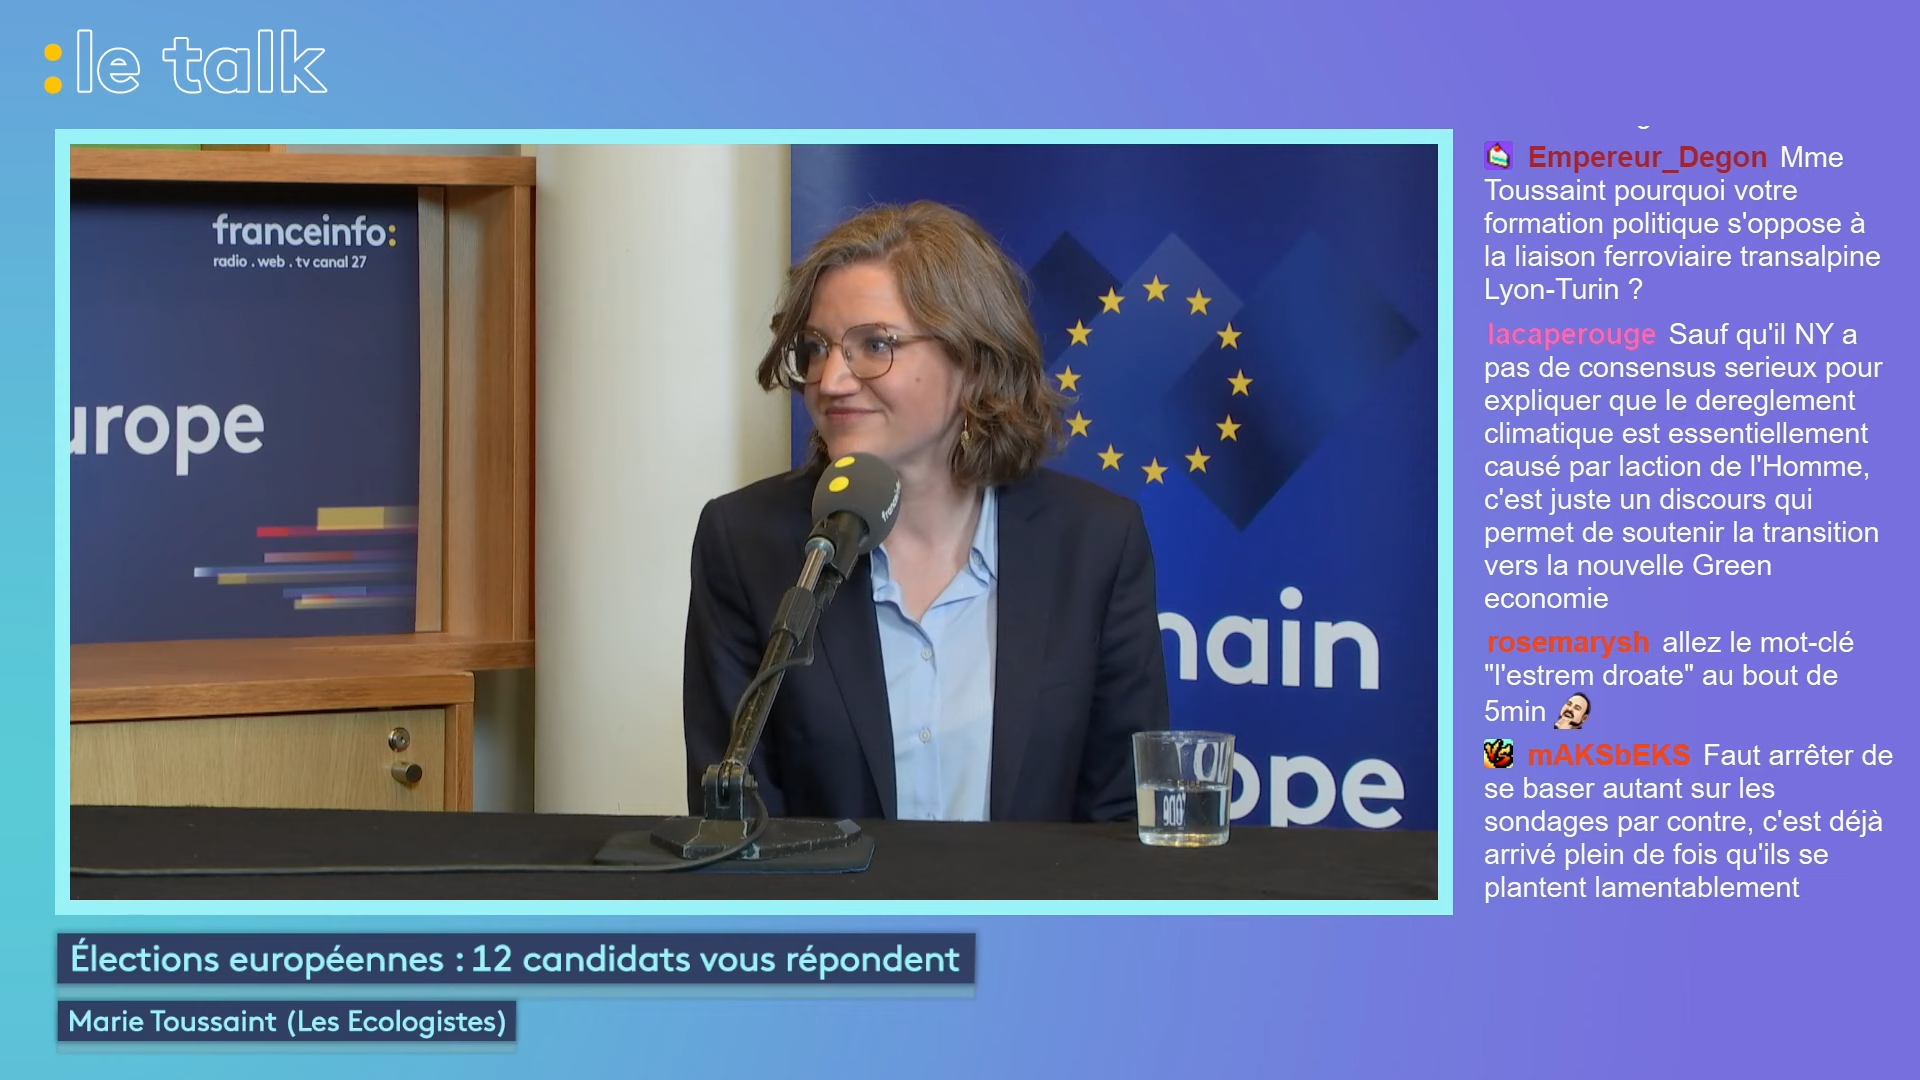 :le talk
franceinfo:
radio . web . tv canal 27
urope
main
ope
Empereur_Degon Mme
Toussaint pourquoi votre
formation politique s'oppose à
la liaison ferroviaire transalpine
Lyon-Turin ?
lacaperouge Sauf qu'il NY a
pas de consensus serieux pour
expliquer que le dereglement
climatique est essentiellement
causé par laction de l'Homme,
c'est juste un discours qui
permet de soutenir la transition
vers la nouvelle Green
economie
rosemarysh allez le mot-clé
"l'estrem droate" au bout de
5min
mAKSbEKS Faut arrêter de
se baser autant sur les
sondages par contre, c'est déjà
arrivé plein de fois qu'ils se
plantent lamentablement
Élections européennes : 12 candidats vous répondent
Marie Toussaint (Les Ecologistes)